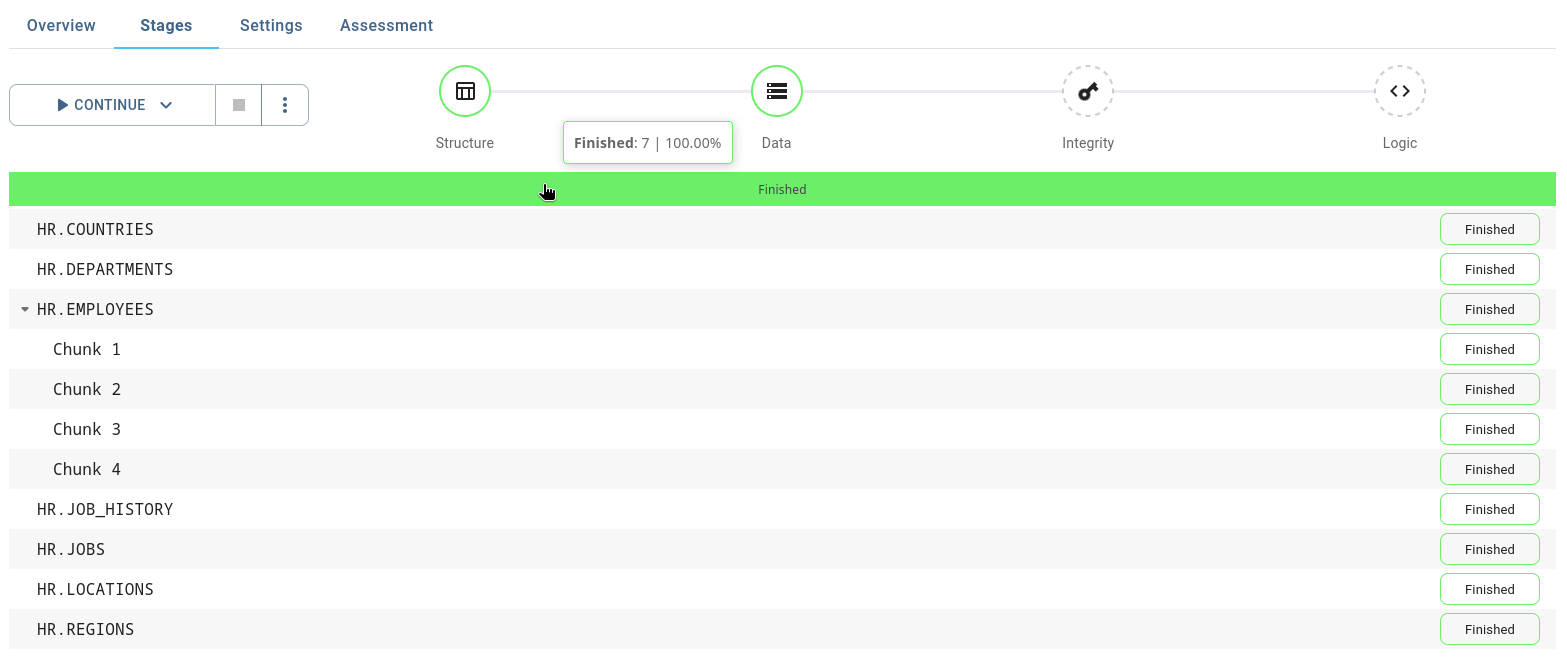 Overview Stages Settings Assessment
CONTINUE
Structure Data Integrity Logic
Finished: 7 | 100.00%
Finished
HR.COUNTRIES Finished
HR.DEPARTMENTS Finished
HR.EMPLOYEES Finished
Chunk 1 Finished
Chunk 2 Finished
Chunk 3 Finished
Chunk 4 Finished
HR.JOB_HISTORY Finished
HR.JOBS Finished
HR.LOCATIONS Finished
HR.REGIONS Finished